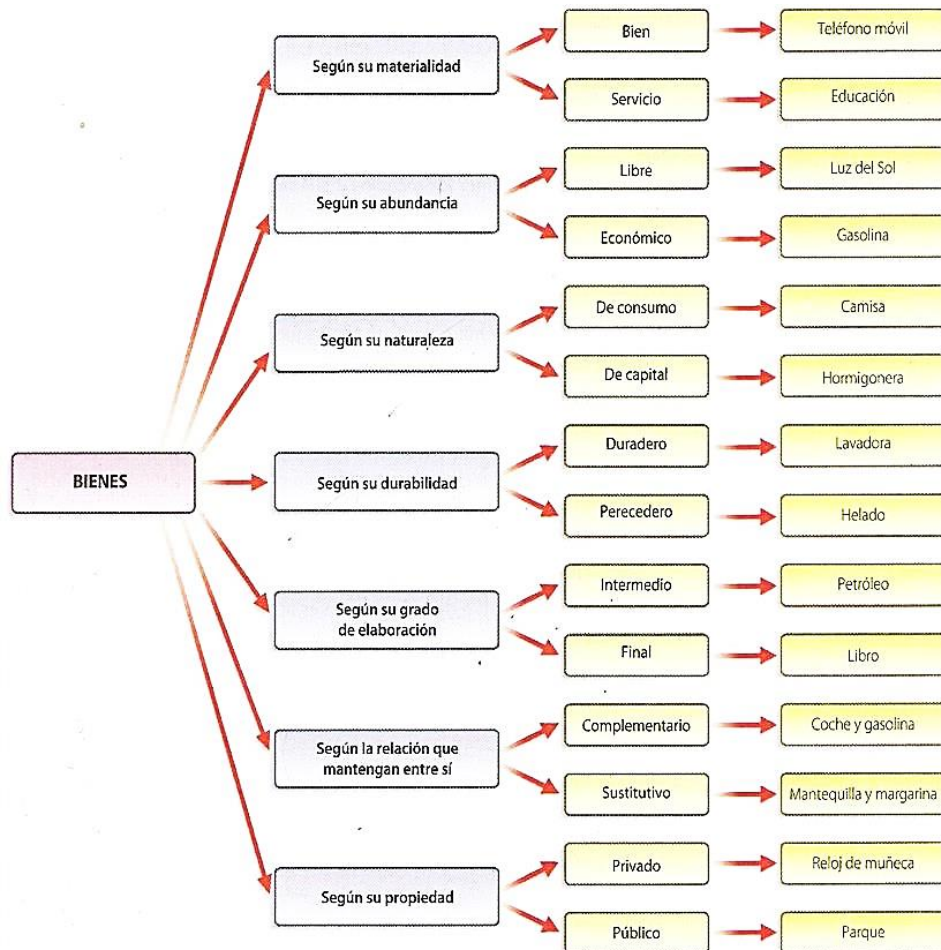 BIENES
Según su materialidad
Bien
Teléfono móvil
Servicio
Educación
Según su abundancia
Libre
Luz del Sol
Económico
Gasolina
Según su naturaleza
De consumo
Camisa
De capital
Hormigonera
Según su durabilidad
Duradero
Lavadora
Perecedero
Helado
Según su grado
de elaboración
Intermedio
Petróleo
Final
Libro
Según la relación que
mantengan entre sí
Complementario
Coche y gasolina
Sustitutivo
Mantequilla y margarina
Según su propiedad
Privado
Reloj de muñeca
Público
Parque